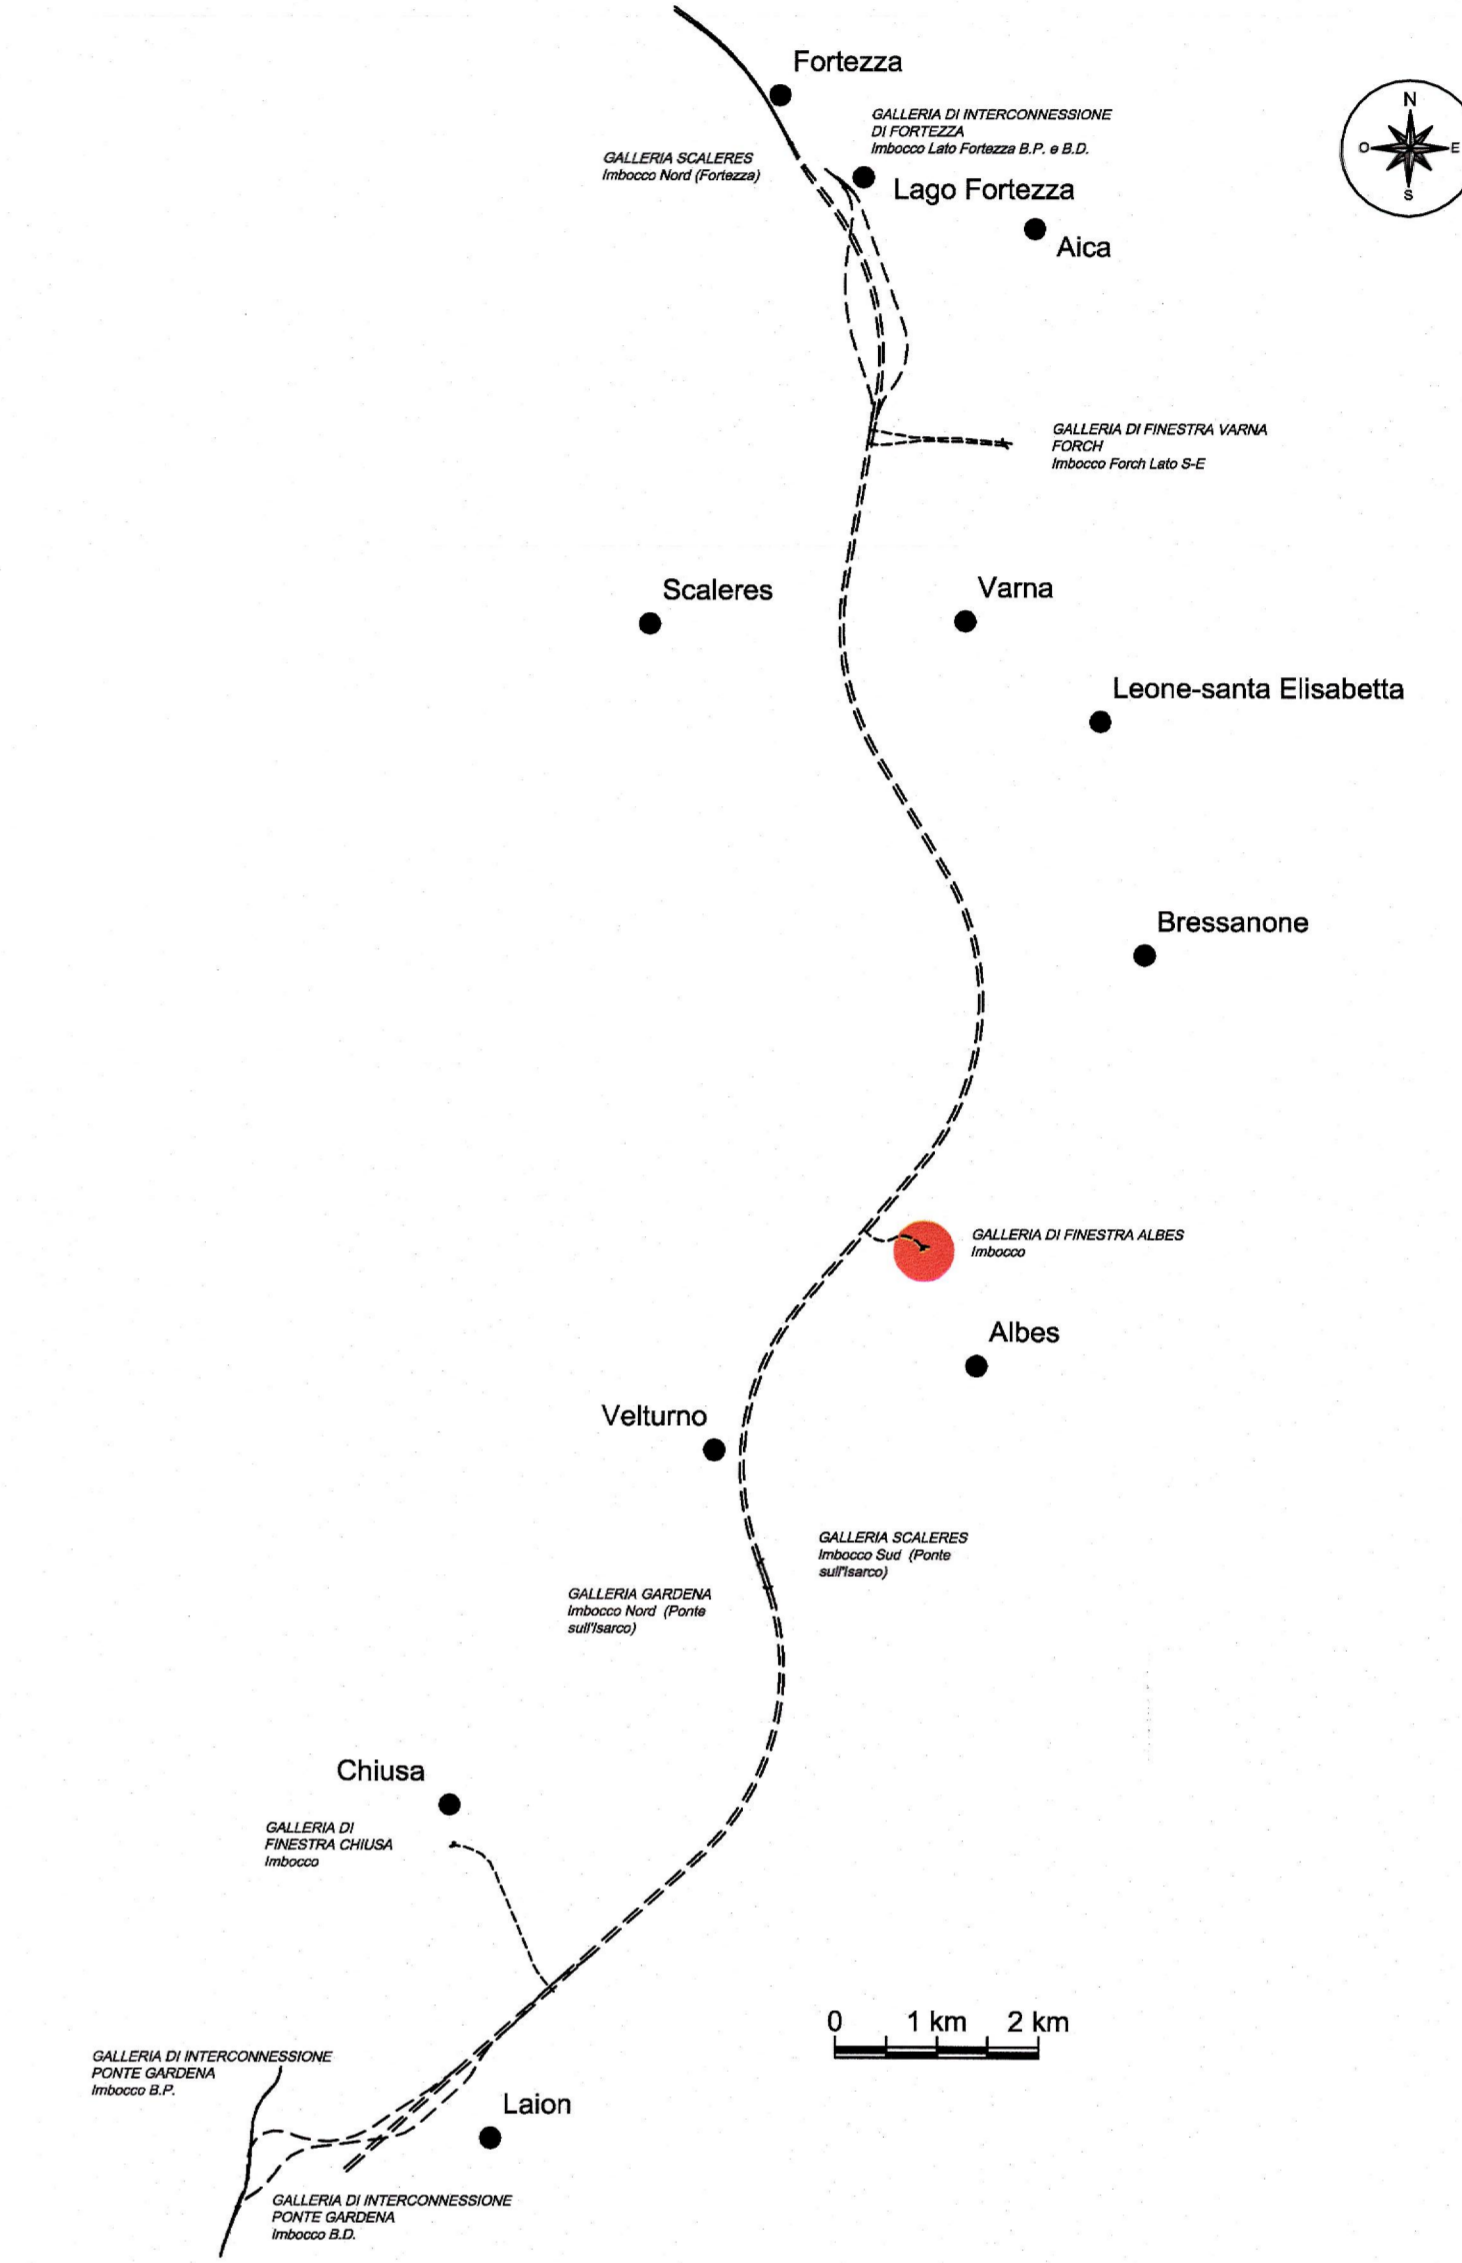 Fortezza
GALLERIA DI INTERCONNESSIONE
DI FORTEZZA
Imbocco Lato Fortezza B.P. e B.D.
N
O
E
S
GALLERIA SCALERES
Imbocco Nord (Fortezza)
Lago Fortezza
Aica
GALLERIA DI FINESTRA VARNA
FORCH
Imbocco Forch Lato S-E
Scaleres
Varna
Leone-santa Elisabetta
Bressanone
GALLERIA DI FINESTRA ALBES
Imbocco
Albes
Velturno
GALLERIA SCALERES
Imbocco Sud (Ponte
sull'Isarco)
GALLERIA GARDENA
Imbocco Nord (Ponte
sull'Isarco)
Chiusa
GALLERIA DI
FINESTRA CHIUSA
Imbocco
0 1 km 2 km
GALLERIA DI INTERCONNESSIONE
PONTE GARDENA
Imbocco B.P.
Laion
GALLERIA DI INTERCONNESSIONE
PONTE GARDENA
Imbocco B.D.